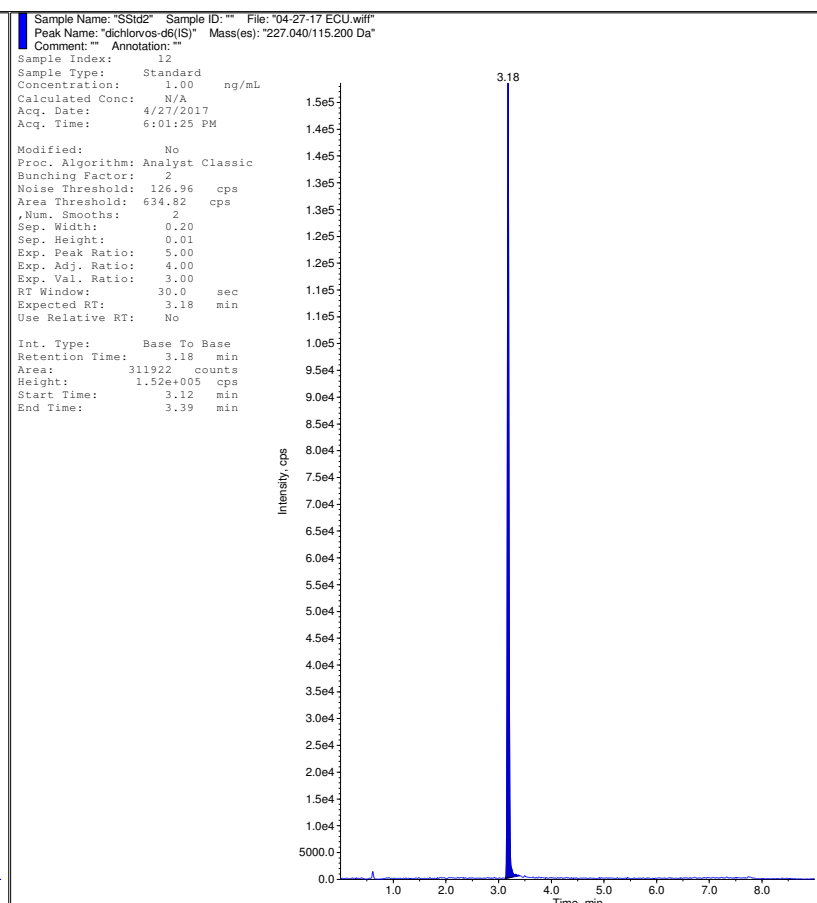 Sample Name: "SStd2" Sample ID: "" File: "04-27-17 ECU.wiff"
Peak Name: "dichlorvos-d6(IS)" Mass(es): "227.040/115.200 Da"
Comment: "" Annotation: ""
Sample Index: 12
Sample Type: Standard
Concentration: 1.00 ng/mL
Calculated Conc: N/A
Acq. Date: 4/27/2017
Acq. Time: 6:01:25 PM
Modified: No
Proc. Algorithm: Analyst Classic
Bunching Factor: 2
Noise Threshold: 126.96 cps
Area Threshold: 634.82 cps
,Num. Smooths: 2
Sep. Width: 0.20
Sep. Height: 0.01
Exp. Peak Ratio: 5.00
Exp. Adj. Ratio: 4.00
Exp. Val. Ratio: 3.00
RT Window: 30.0 sec
Expected RT: 3.18 min
Use Relative RT: No
Int. Type: Base To Base
Retention Time: 3.18 min
Area: 311922 counts
Height: 1.52e+005 cps
Start Time: 3.12 min
End Time: 3.39 min
3.18
1.5e5
1.4e5
1.4e5
1.3e5
1.3e5
1.2e5
1.2e5
1.1e5
1.1e5
1.0e5
9.5e4
9.0e4
8.5e4
8.0e4
7.5e4
7.0e4
6.5e4
6.0e4
5.5e4
5.0e4
4.5e4
4.0e4
3.5e4
3.0e4
2.5e4
2.0e4
1.5e4
1.0e4
5000.0
0.0
Intensity, cps
1.0 2.0 3.0 4.0 5.0 6.0 7.0 8.0
Time, min